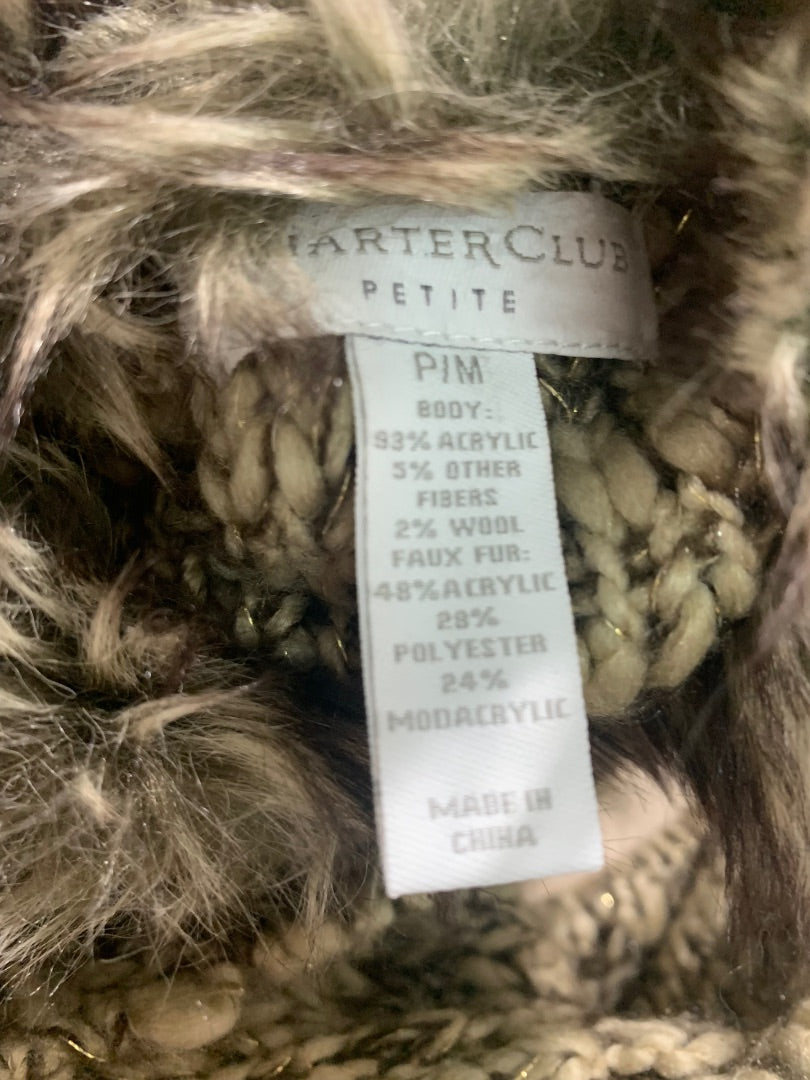 HARTERCLUB
PETITE
P/M
BODY:
93% ACRYLIC
5% OTHER
FIBERS
2% WOOL
FAUX FUR:
48%ACRYLIC
28%
POLYESTER
24%
MODACRYLIC
MADE IN
CHINA